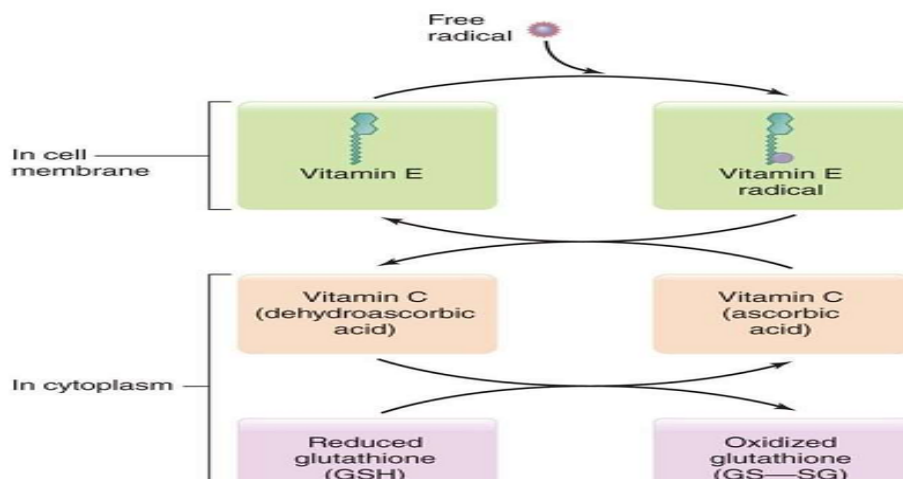 Free
radical
In cell
membrane
Vitamin E
Vitamin E
radical
Vitamin C
(dehydroascorbic
acid)
Vitamin C
(ascorbic
acid)
In cytoplasm
Reduced
glutathione
(GSH)
Oxidized
glutathione
(GS—SG)